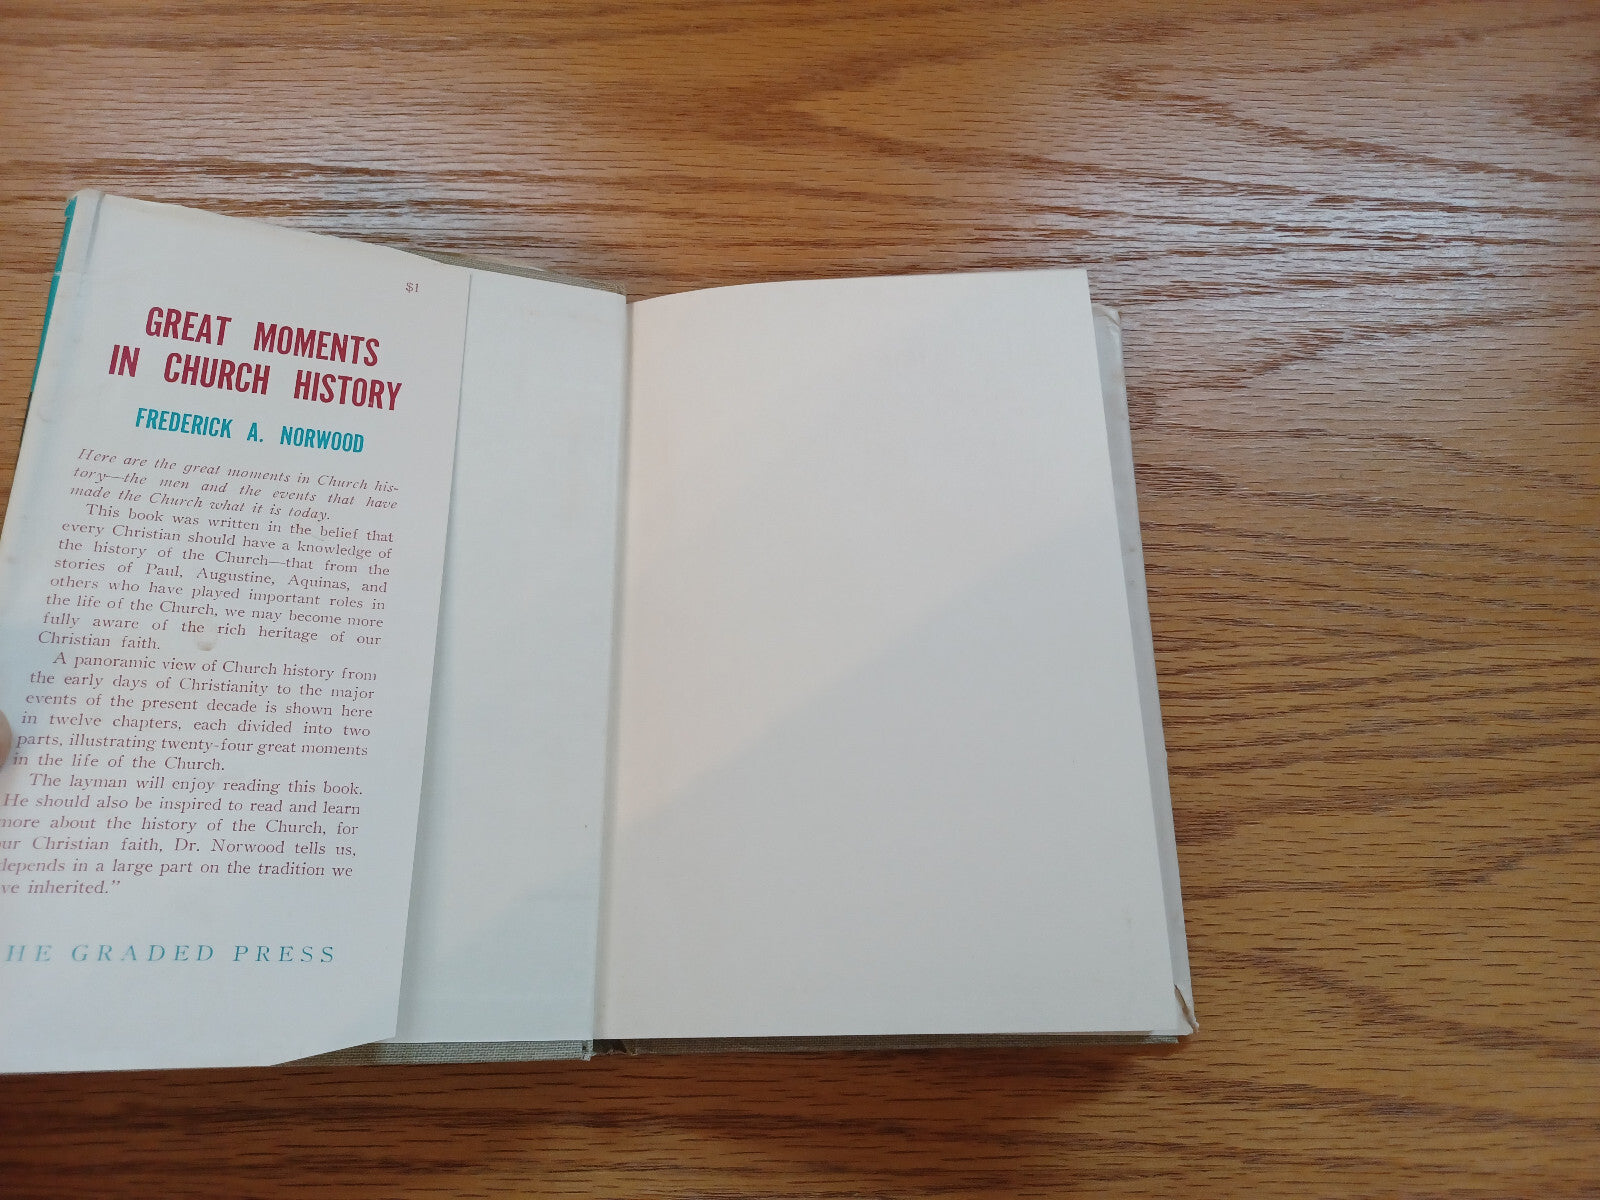 $1
GREAT MOMENTS
IN CHURCH HISTORY
FREDERICK A. NORWOOD
Here are the great moments in Church his-
tory—the men and the events that have
made the Church what it is today.
This book was written in the belief that
every Christian should have a knowledge of
the history of the Church—that from the
stories of Paul, Augustine, Aquinas, and
others who have played important roles in
the life of the Church, we may become more
fully aware of the rich heritage of our
Christian faith.
A panoramic view of Church history from
the early days of Christianity to the major
events of the present decade is shown here
in twelve chapters, each divided into two
parts, illustrating twenty-four great moments
in the life of the Church.
The layman will enjoy reading this book.
He should also be inspired to read and learn
more about the history of the Church, for
ur Christian faith, Dr. Norwood tells us,
depends in a large part on the tradition we
ve inherited."
HE GRADED PRESS